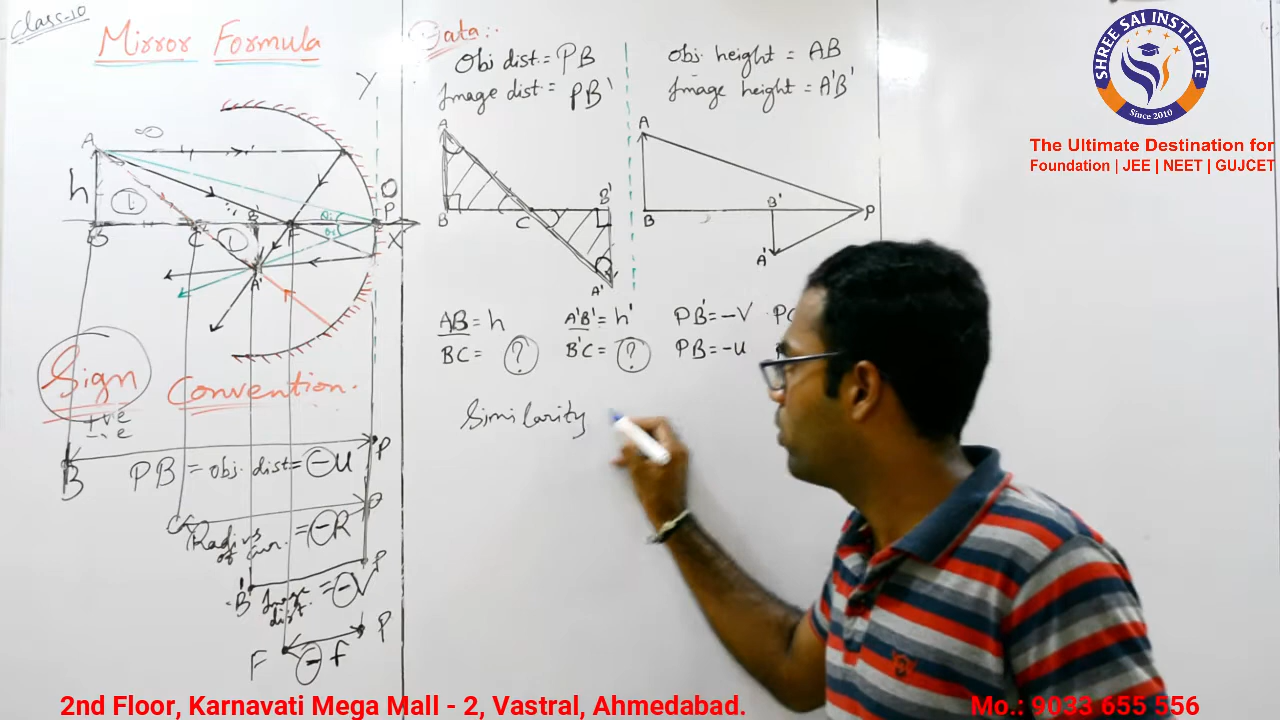 Class-10
Mirror Formula
Data:-
Obj dist. = PB
Image dist = PB'
Obj. height = AB
Image height = A'B'
Y
A
∞
h
B
C
B'
F
P
X
A'
A
B
C
B'
A'
A
B
B'
A'
P
AB = h
A'B' = h'
PB' = -V
BC = ?
B'C = ?
PB = -u
Similarity
Sign Convention.
+ve
-ve
B
P
PB = obj. dist = -u
C
Radius of cur. = -R
P
B' Image dist. = -V
P
F
-f
P
SHREE SAI INSTITUTE
Since 2010
The Ultimate Destination for
Foundation | JEE | NEET | GUJCET
2nd Floor, Karnavati Mega Mall - 2, Vastral, Ahmedabad.
Mo.: 9033 655 556